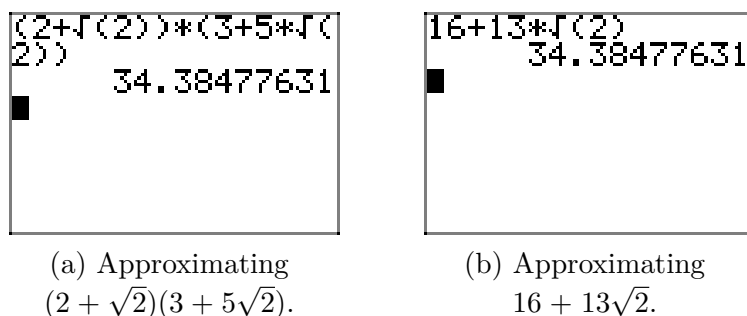 (2+√(2))*(3+5*√(
2))
34.38477631
16+13*√(2)
34.38477631
(a) Approximating
(2 + √2)(3 + 5√2).
(b) Approximating
16 + 13√2.